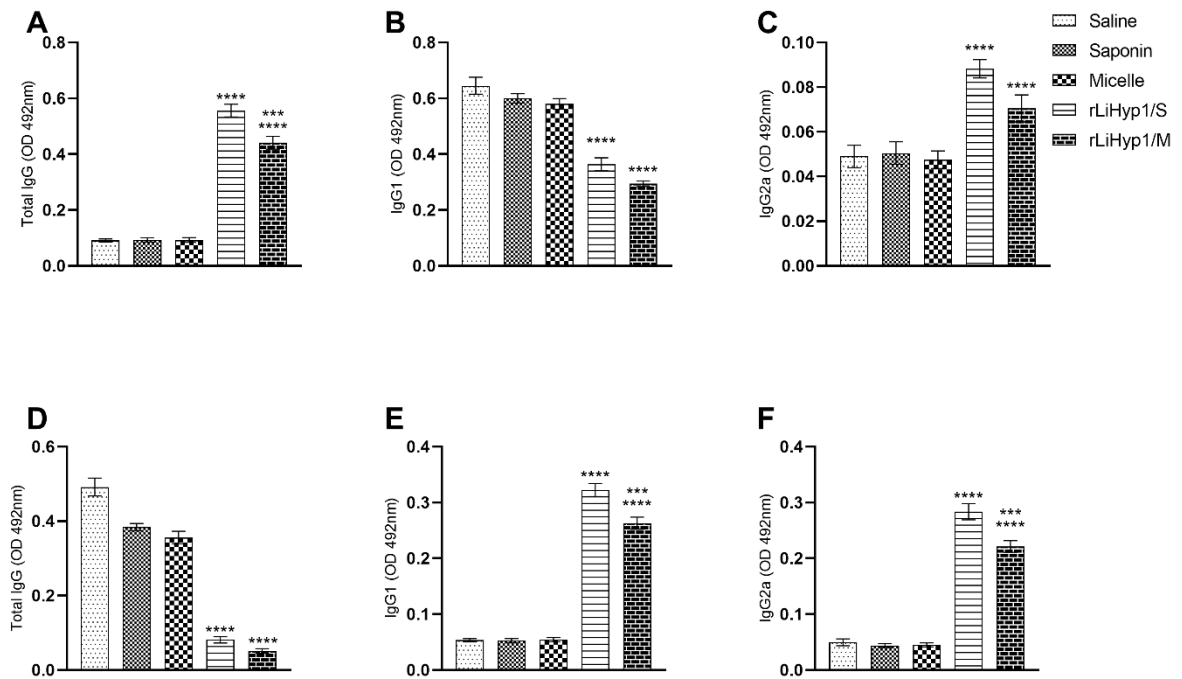 A
Total IgG (OD 492nm)
0.8
0.6
0.4
0.2
0.0
****
***
****
B
IgG1 (OD 492nm)
0.8
0.6
0.4
0.2
0.0
****
****
C
IgG2a (OD 492nm)
0.10
0.08
0.06
0.04
0.02
0.00
****
****
Saline
Saponin
Micelle
rLiHyp1/S
rLiHyp1/M
D
Total IgG (OD 492nm)
0.6
0.4
0.2
0.0
****
****
E
IgG1 (OD 492nm)
0.4
0.3
0.2
0.1
0.0
****
***
****
F
IgG2a (OD 492nm)
0.4
0.3
0.2
0.1
0.0
****
***
****